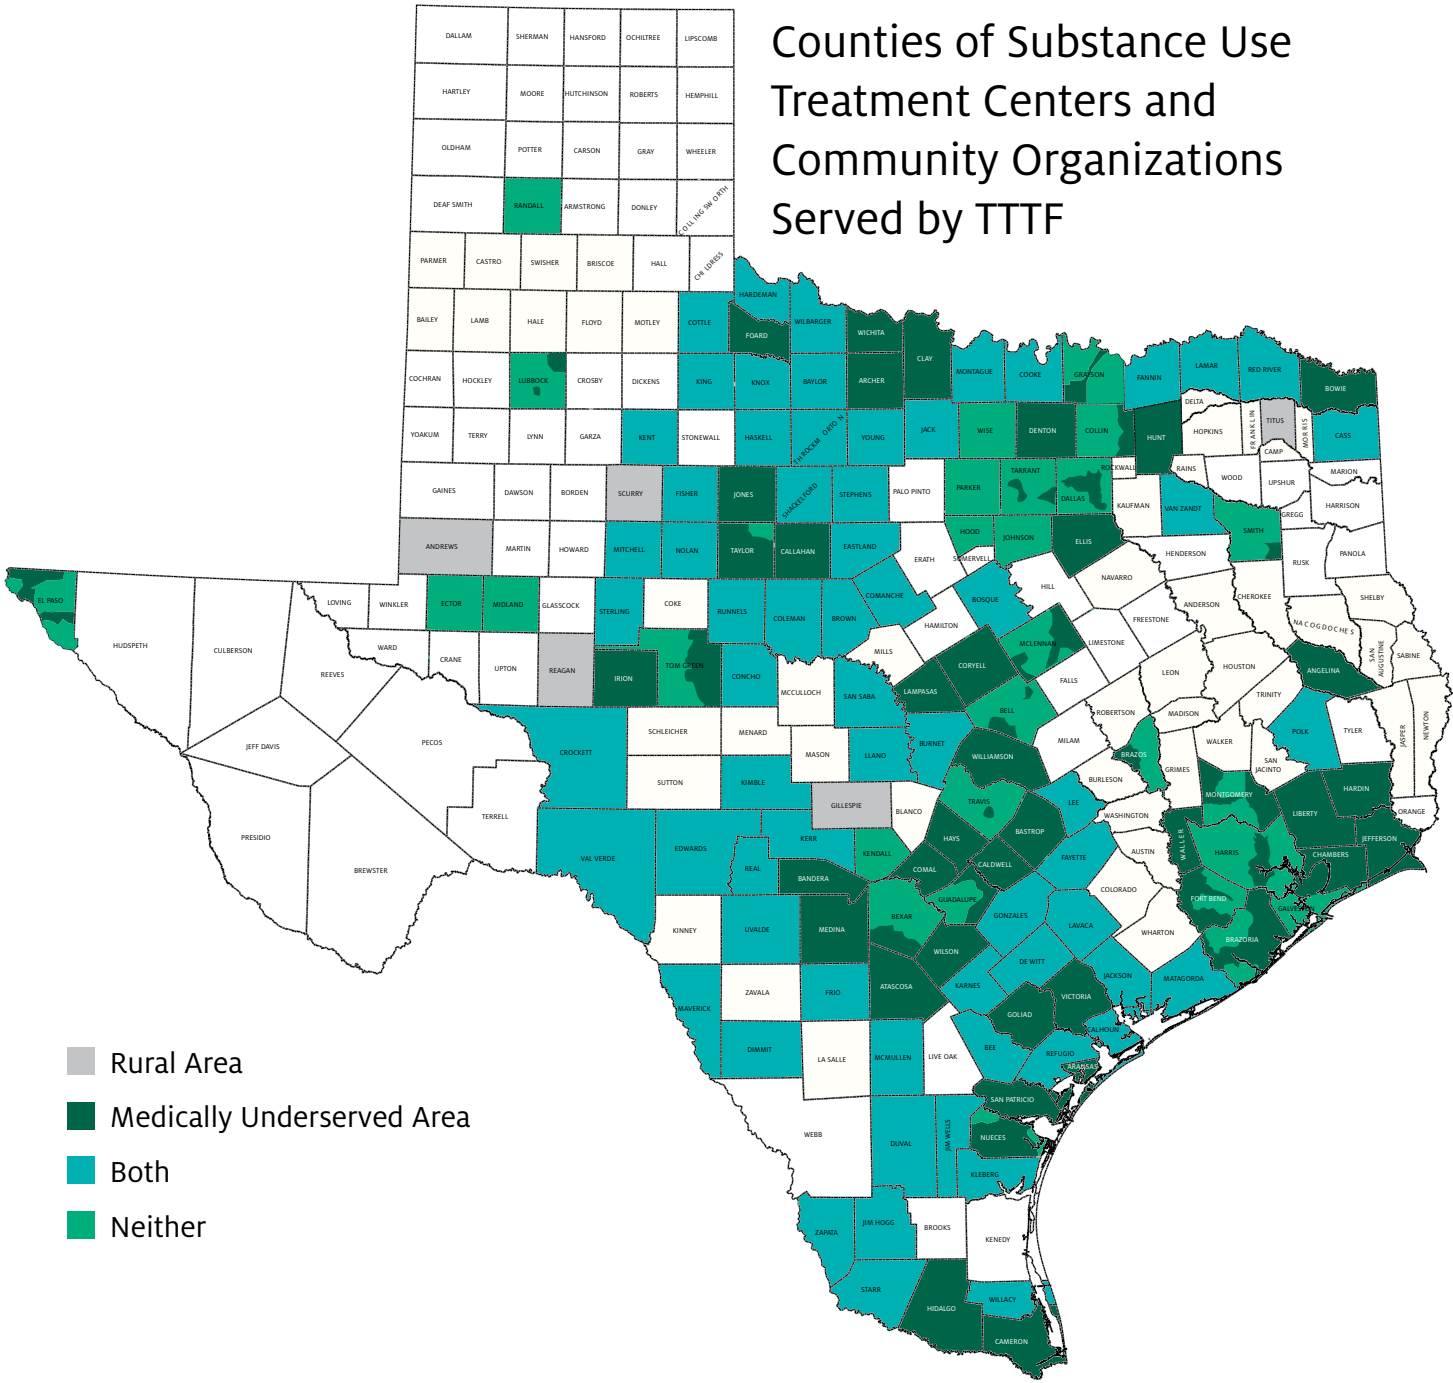 Counties of Substance Use
Treatment Centers and
Community Organizations
Served by TTTF
DALLAM
SHERMAN
HANSFORD
OCHILTREE
LIPSCOMB
HARTLEY
MOORE
HUTCHINSON
ROBERTS
HEMPHILL
OLDHAM
POTTER
CARSON
GRAY
WHEELER
DEAF SMITH
RANDALL
ARMSTRONG
DONLEY
COLLINGSWORTH
PARMER
CASTRO
SWISHER
BRISCOE
HALL
CHILDRESS
BAILEY
LAMB
HALE
FLOYD
MOTLEY
COTTLE
HARDEMAN
FOARD
WILBARGER
WICHITA
CLAY
COCHRAN
HOCKLEY
LUBBOCK
CROSBY
DICKENS
KING
KNOX
BAYLOR
ARCHER
MONTAGUE
COOKE
GRAYSON
FANNIN
LAMAR
RED RIVER
BOWIE
YOAKUM
TERRY
LYNN
GARZA
KENT
STONEWALL
HASKELL
THROCKMORTON
YOUNG
JACK
WISE
DENTON
COLLIN
HUNT
DELTA
HOPKINS
FRANKLIN
TITUS
MORRIS
CAMP
CASS
GAINES
DAWSON
BORDEN
SCURRY
FISHER
JONES
SHACKELFORD
STEPHENS
PALO PINTO
PARKER
TARRANT
DALLAS
ROCKWALL
KAUFMAN
RAINS
WOOD
UPSHUR
MARION
HARRISON
GREGG
VAN ZANDT
SMITH
ANDREWS
MARTIN
HOWARD
MITCHELL
NOLAN
TAYLOR
CALLAHAN
EASTLAND
ERATH
HOOD
SOMERVELL
JOHNSON
ELLIS
HENDERSON
RUSK
PANOLA
EL PASO
HUDSPETH
CULBERSON
REEVES
LOVING
WINKLER
ECTOR
MIDLAND
GLASSCOCK
STERLING
COKE
RUNNELS
COLEMAN
BROWN
COMANCHE
HAMILTON
BOSQUE
HILL
NAVARRO
FREESTONE
ANDERSON
CHEROKEE
NACOGDOCHES
SHELBY
SAN
AUGUSTINE
SABINE
WARD
CRANE
UPTON
REAGAN
IRION
TOM GREEN
CONCHO
MCCULLOCH
SAN SABA
MILLS
LAMPASAS
CORYELL
MCLENNAN
LIMESTONE
FALLS
LEON
HOUSTON
TRINITY
ANGELINA
JEFF DAVIS
PECOS
CROCKETT
SCHLEICHER
MENARD
MASON
LLANO
BURNET
BELL
MILAM
ROBERTSON
MADISON
BRAZOS
GRIMES
WALKER
SAN
JACINTO
POLK
TYLER
JASPER
NEWTON
PRESIDIO
BREWSTER
TERRELL
SUTTON
KIMBLE
GILLESPIE
BLANCO
WILLIAMSON
TRAVIS
BURLESON
LEE
WASHINGTON
MONTGOMERY
LIBERTY
HARDIN
ORANGE
VAL VERDE
EDWARDS
REAL
KERR
KENDALL
BANDERA
COMAL
HAYS
CALDWELL
BASTROP
FAYETTE
AUSTIN
WALLER
HARRIS
CHAMBERS
JEFFERSON
KINNEY
UVALDE
MEDINA
BEXAR
GUADALUPE
GONZALES
LAVACA
COLORADO
WHARTON
FORT BEND
BRAZORIA
GALVESTON
WILSON
MAVERICK
ZAVALA
FRIO
ATASCOSA
KARNES
DE WITT
JACKSON
MATAGORDA
VICTORIA
GOLIAD
CALHOUN
DIMMIT
LA SALLE
MCMULLEN
LIVE OAK
BEE
REFUGIO
ARANSAS
SAN PATRICIO
NUECES
WEBB
DUVAL
JIM WELLS
KLEBERG
ZAPATA
JIM HOGG
BROOKS
KENEDY
STARR
HIDALGO
WILLACY
CAMERON
Rural Area
Medically Underserved Area
Both
Neither